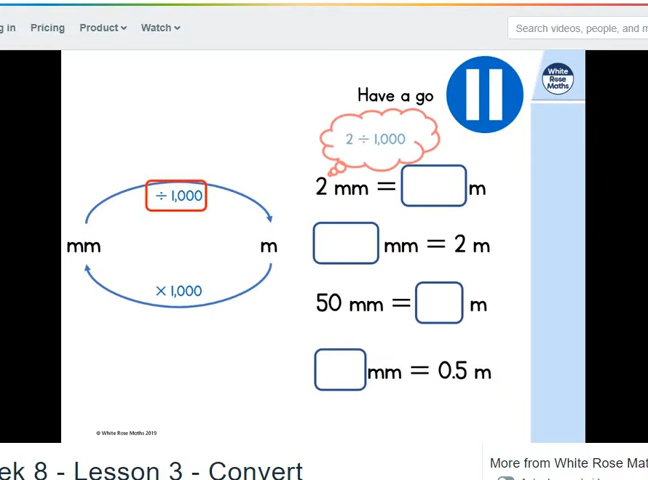 g in Pricing Product Watch Search videos, people, and m
White
Rose
Maths
Have a go
2 ÷ 1,000
÷ 1,000
2 mm = m
mm m
mm = 2 m
× 1,000
50 mm = m
mm = 0.5 m
© White Rose Maths 2019
ek 8 - Lesson 3 - Convert
More from White Rose Mat